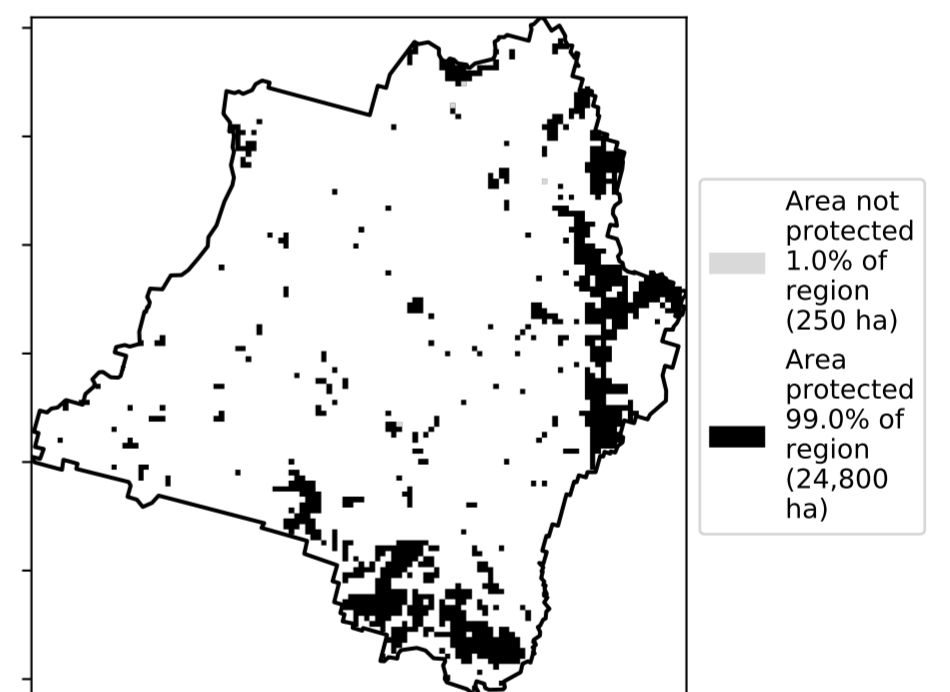 Area not
protected
1.0% of
region
(250 ha)
Area
protected
99.0% of
region
(24,800
ha)